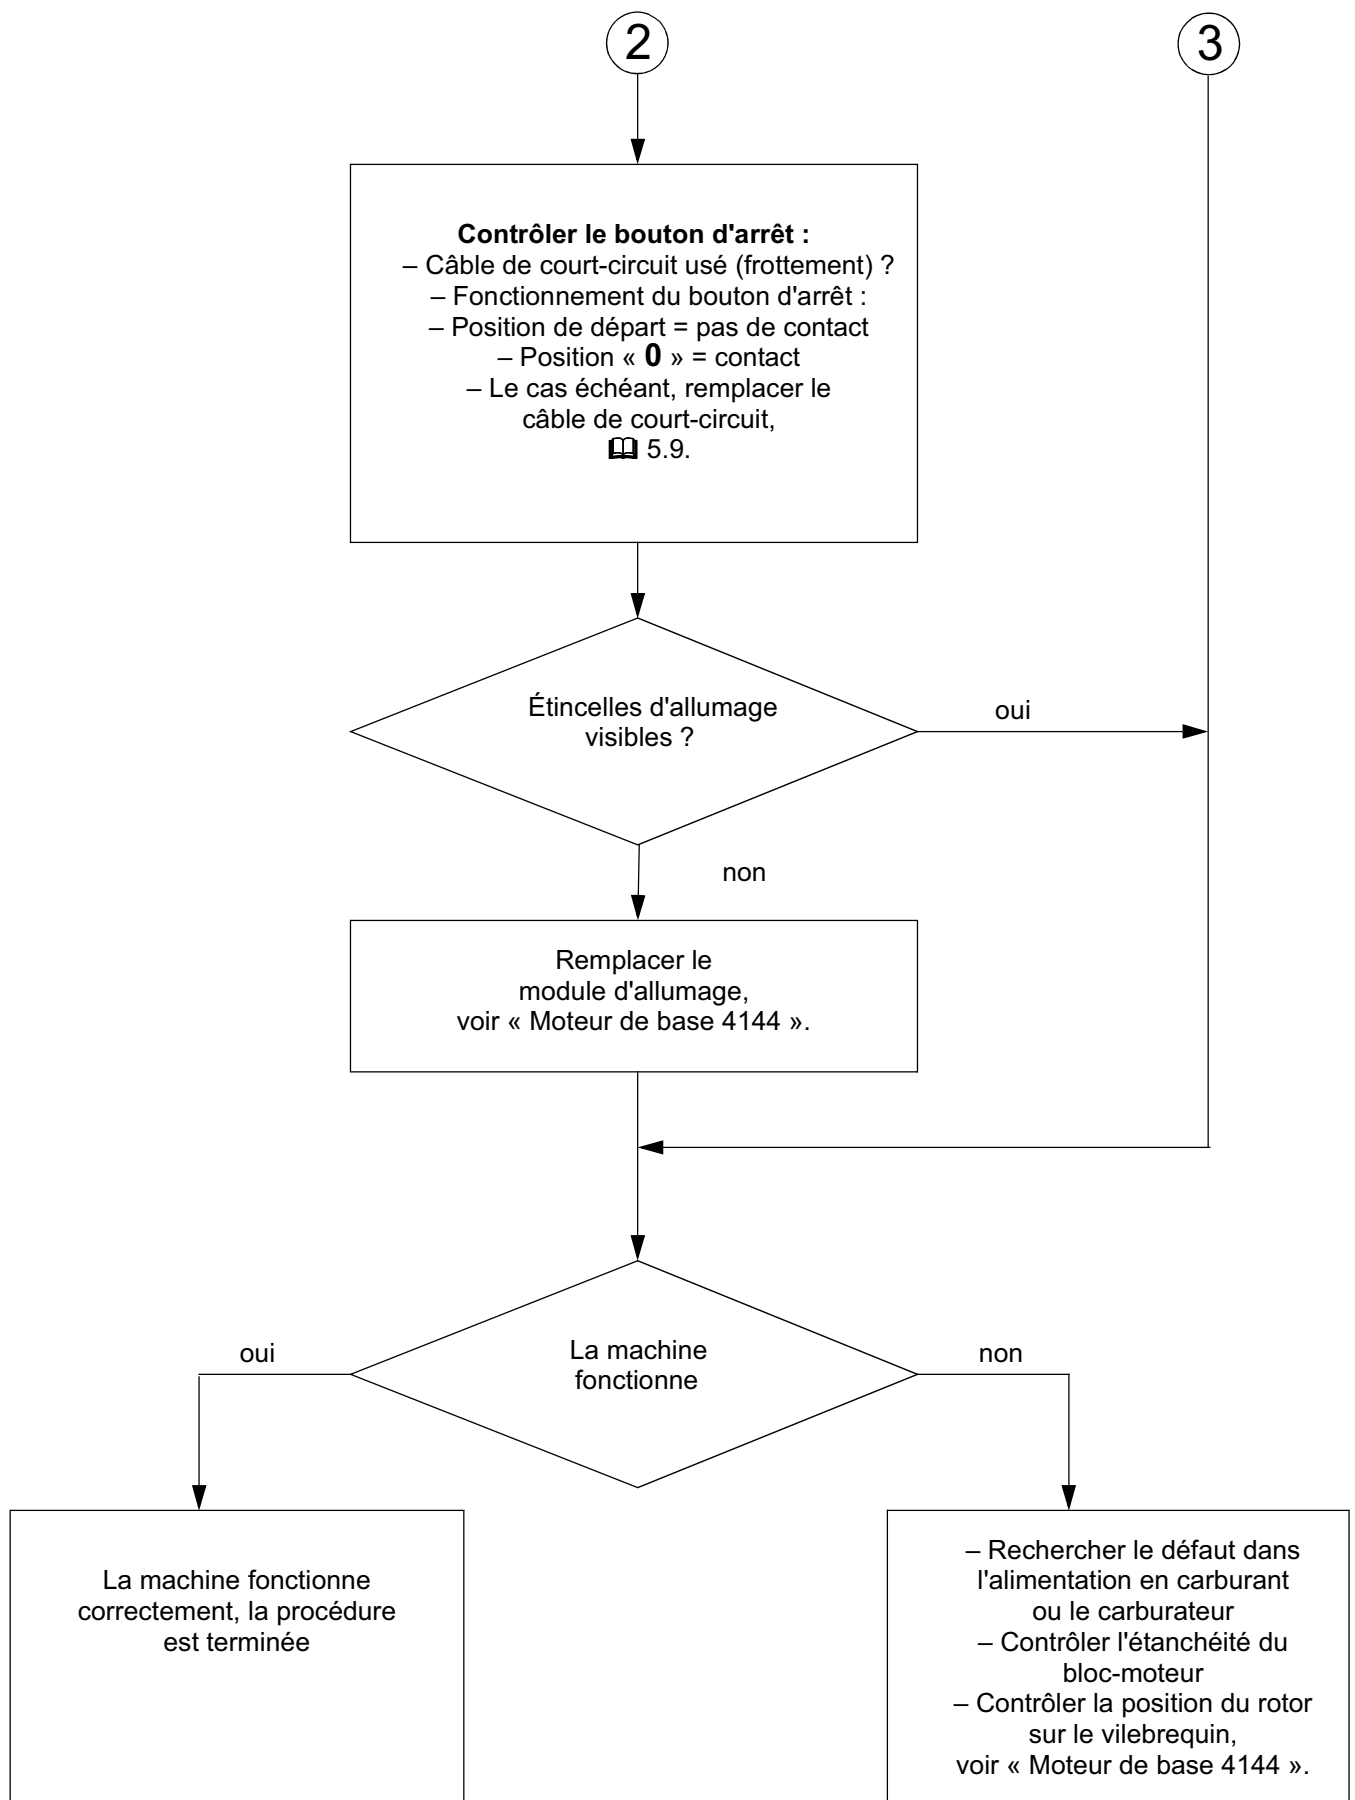 2
3
Contrôler le bouton d'arrêt :
– Câble de court-circuit usé (frottement) ?
– Fonctionnement du bouton d'arrêt :
– Position de départ = pas de contact
– Position « 0 » = contact
– Le cas échéant, remplacer le
câble de court-circuit,
5.9.
Étincelles d'allumage
visibles ?
oui
non
Remplacer le
module d'allumage,
voir « Moteur de base 4144 ».
oui
La machine
fonctionne
non
La machine fonctionne
correctement, la procédure
est terminée
– Rechercher le défaut dans
l'alimentation en carburant
ou le carburateur
– Contrôler l'étanchéité du
bloc-moteur
– Contrôler la position du rotor
sur le vilebrequin,
voir « Moteur de base 4144 ».